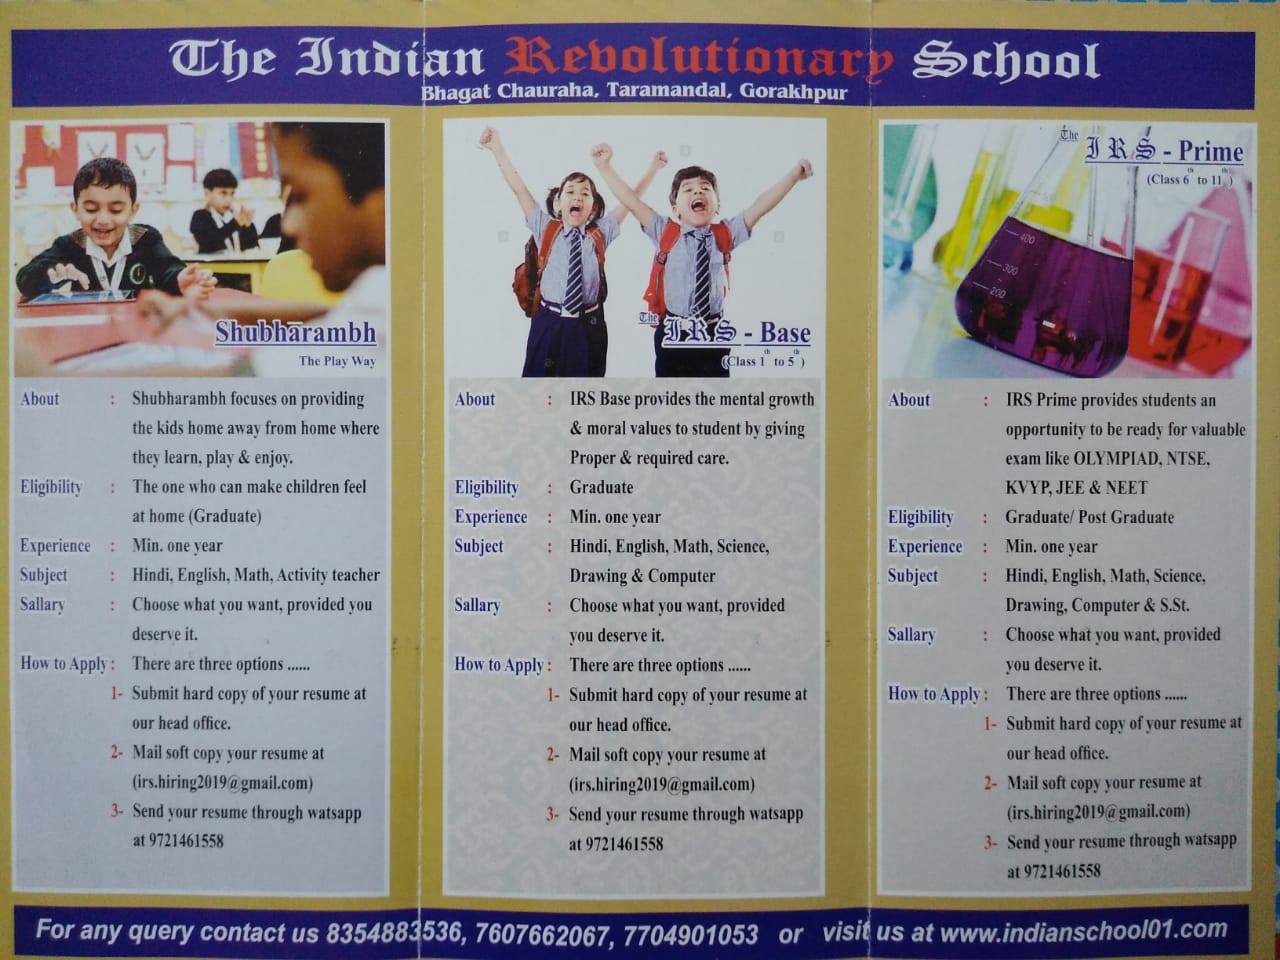 The Indian Revolutionary School
Bhagat Chauraha, Taramandal, Gorakhpur
Shubharambh
The Play Way
About : Shubharambh focuses on providing
the kids home away from home where
they learn, play & enjoy.
Eligibility : The one who can make children feel
at home (Graduate)
Experience : Min. one year
Subject : Hindi, English, Math, Activity teacher
Sallary : Choose what you want, provided you
deserve it.
How to Apply : There are three options ......
1- Submit hard copy of your resume at
our head office.
2- Mail soft copy your resume at
(irs.hiring2019@gmail.com)
3- Send your resume through watsapp
at 9721461558
The IRS - Base
(Class 1th to 5th)
About : IRS Base provides the mental growth
& moral values to student by giving
Proper & required care.
Eligibility : Graduate
Experience : Min. one year
Subject : Hindi, English, Math, Science,
Drawing & Computer
Sallary : Choose what you want, provided
you deserve it.
How to Apply : There are three options ......
1- Submit hard copy of your resume at
our head office.
2- Mail soft copy your resume at
(irs.hiring2019@gmail.com)
3- Send your resume through watsapp
at 9721461558
The IRS - Prime
(Class 6th to 11th)
400
300
200
About : IRS Prime provides students an
opportunity to be ready for valuable
exam like OLYMPIAD, NTSE,
KVYP, JEE & NEET
Eligibility : Graduate/ Post Graduate
Experience : Min. one year
Subject : Hindi, English, Math, Science,
Drawing, Computer & S.St.
Sallary : Choose what you want, provided
you deserve it.
How to Apply : There are three options ......
1- Submit hard copy of your resume at
our head office.
2- Mail soft copy your resume at
(irs.hiring2019@gmail.com)
3- Send your resume through watsapp
at 9721461558
For any query contact us 8354883536, 7607662067, 7704901053 or visit us at www.indianschool01.com